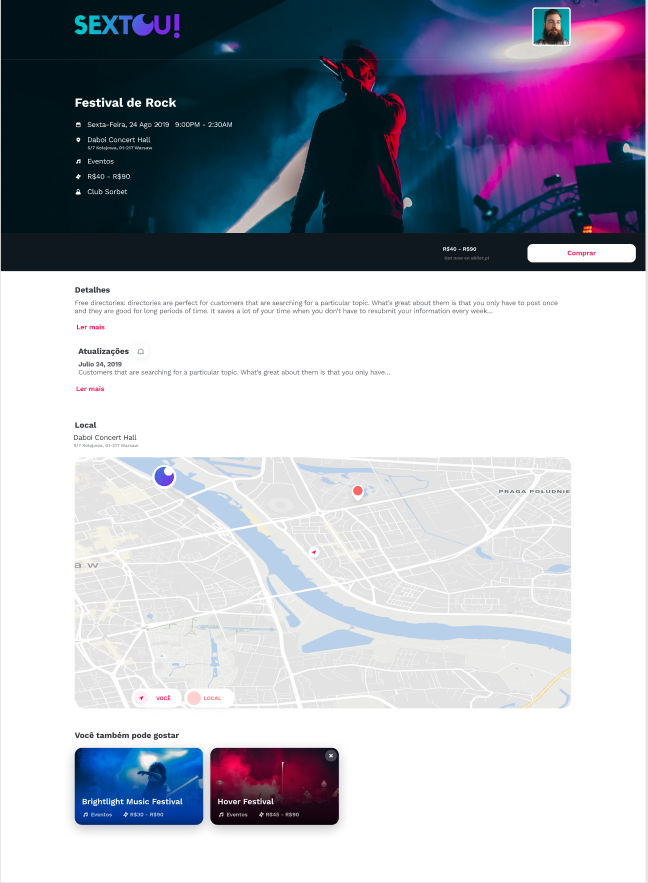 SEXTOU!
Festival de Rock
Sexta-Feira, 24 Ago 2019 9:00PM - 2:30AM
Daboi Concert Hall
5/7 Kolejowa, 01-217 Warsaw
Eventos
R$40 - R$90
Club Sorbet
R$40 - R$90
Get now on ebilet.pl
Comprar
Detalhes
Free directories: directories are perfect for customers that are searching for a particular topic. What's great about them is that you only have to post once
and they are good for long periods of time. It saves a lot of your time when you don't have to resubmit your information every week...
Ler mais
Atualizações
Julio 24, 2019
Customers that are searching for a particular topic. What's great about them is that you only have...
Ler mais
Local
Daboi Concert Hall
5/7 Kolejowa, 01-217 Warsaw
PRAGA POŁUDNIE
a w
VOCÊ
LOCAL
Você também pode gostar
Brightlight Music Festival
Eventos R$30 - R$90
Hover Festival
Eventos R$45 - R$90